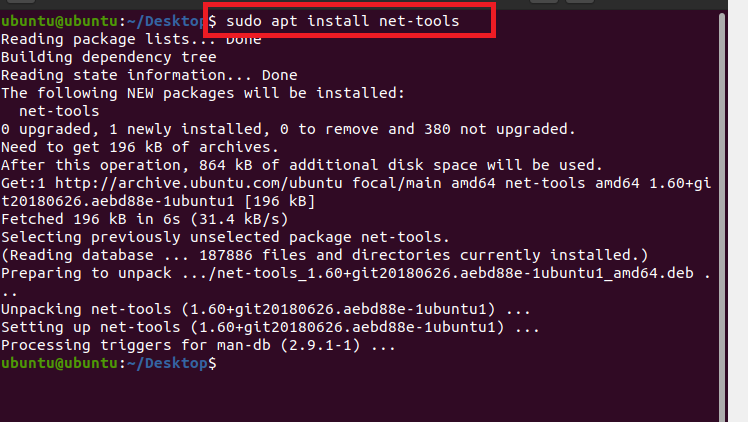 ubuntu@ubuntu:~/Desktop$ sudo apt install net-tools
Reading package lists... Done
Building dependency tree
Reading state information... Done
The following NEW packages will be installed:
  net-tools
0 upgraded, 1 newly installed, 0 to remove and 380 not upgraded.
Need to get 196 kB of archives.
After this operation, 864 kB of additional disk space will be used.
Get:1 http://archive.ubuntu.com/ubuntu focal/main amd64 net-tools amd64 1.60+gi
t20180626.aebd88e-1ubuntu1 [196 kB]
Fetched 196 kB in 6s (31.4 kB/s)
Selecting previously unselected package net-tools.
(Reading database ... 187886 files and directories currently installed.)
Preparing to unpack .../net-tools_1.60+git20180626.aebd88e-1ubuntu1_amd64.deb .
..
Unpacking net-tools (1.60+git20180626.aebd88e-1ubuntu1) ...
Setting up net-tools (1.60+git20180626.aebd88e-1ubuntu1) ...
Processing triggers for man-db (2.9.1-1) ...
ubuntu@ubuntu:~/Desktop$